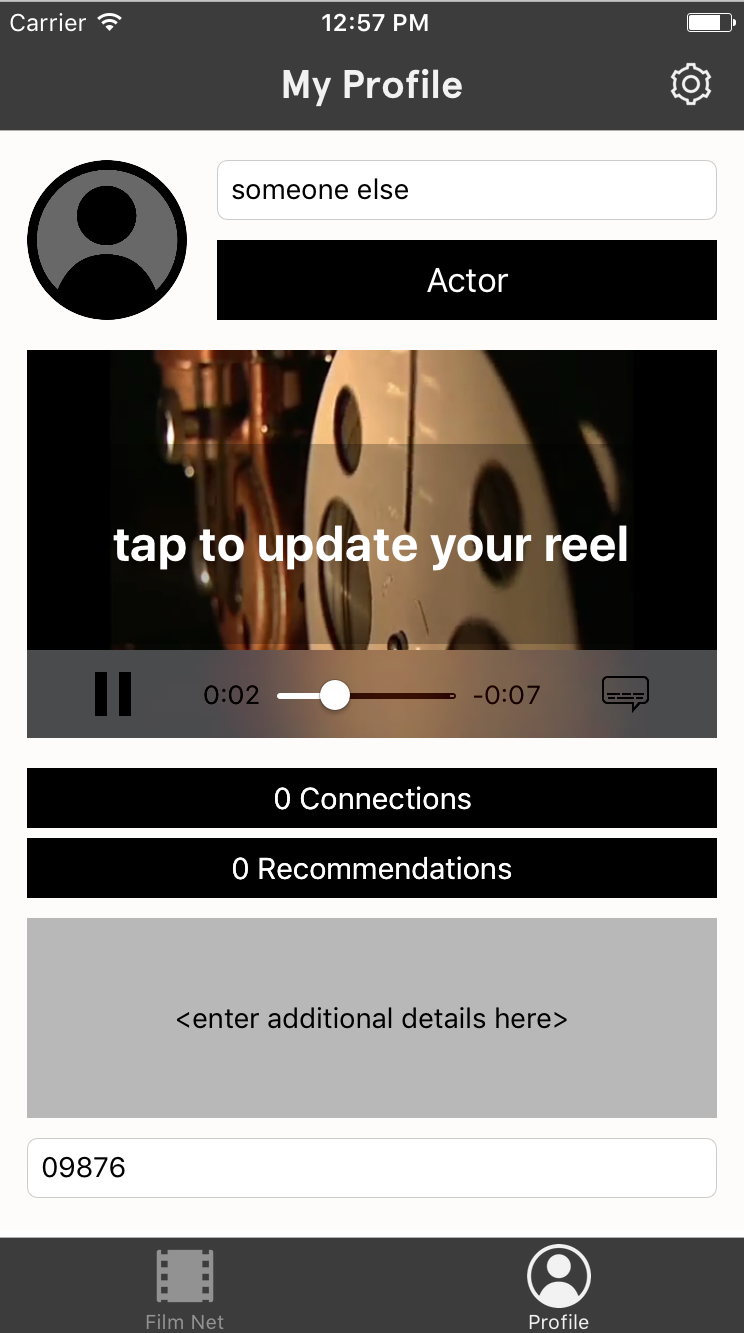 Carrier 12:57 PM
My Profile
someone else
Actor
tap to update your reel
0:02 -0:07
0 Connections
0 Recommendations
<enter additional details here>
09876
Film Net Profile